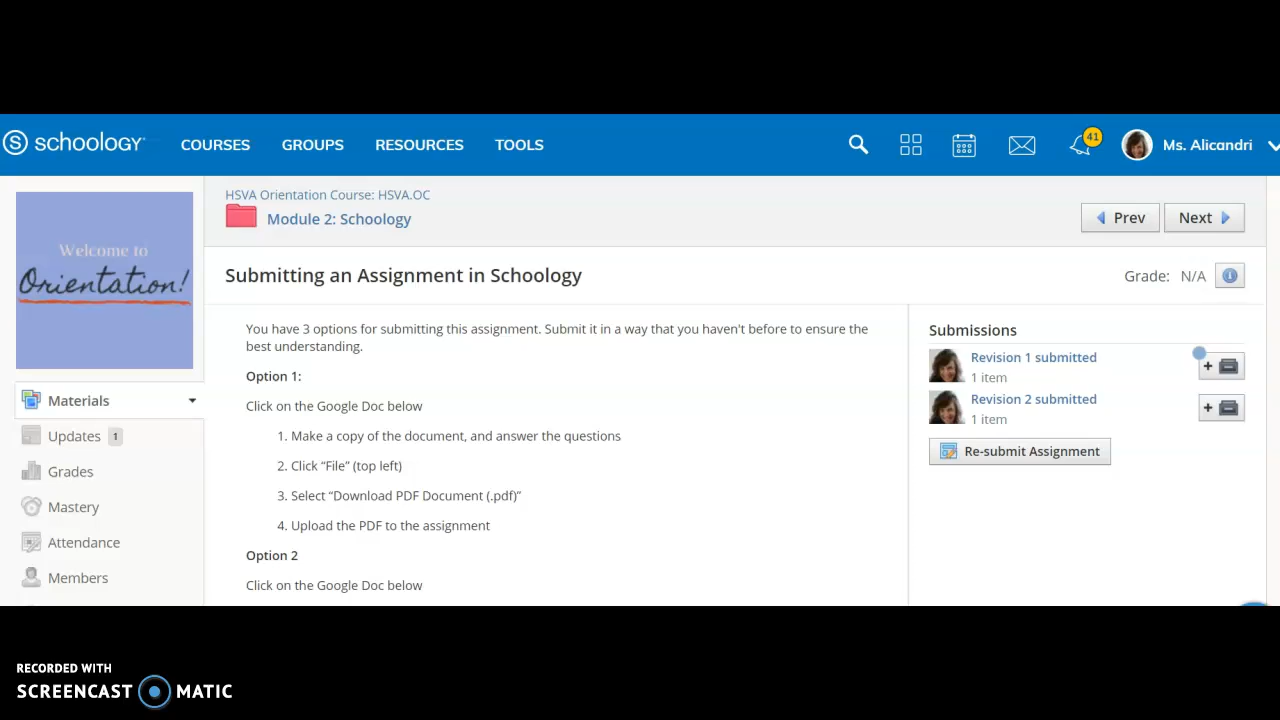 schoology
COURSES
GROUPS
RESOURCES
TOOLS
41
Ms. Alicandri
Welcome to
Orientation!
HSVA Orientation Course: HSVA.OC
Module 2: Schoology
Prev
Next
Submitting an Assignment in Schoology
Grade: N/A
Materials
Updates 1
Grades
Mastery
Attendance
Members
You have 3 options for submitting this assignment. Submit it in a way that you haven't before to ensure the
best understanding.
Option 1:
Click on the Google Doc below
1. Make a copy of the document, and answer the questions
2. Click “File” (top left)
3. Select “Download PDF Document (.pdf)”
4. Upload the PDF to the assignment
Option 2
Click on the Google Doc below
Submissions
Revision 1 submitted
1 item
Revision 2 submitted
1 item
Re-submit Assignment
RECORDED WITH
SCREENCAST MATIC